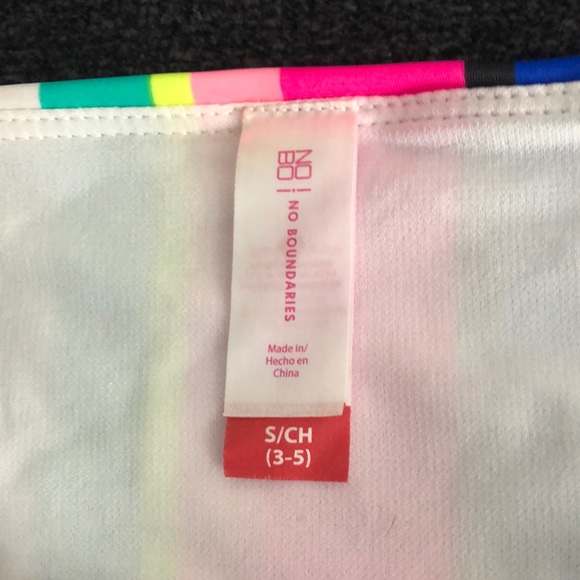 NO
BO
NO BOUNDARIES
Made in/
Hecho en
China
S/CH
(3-5)